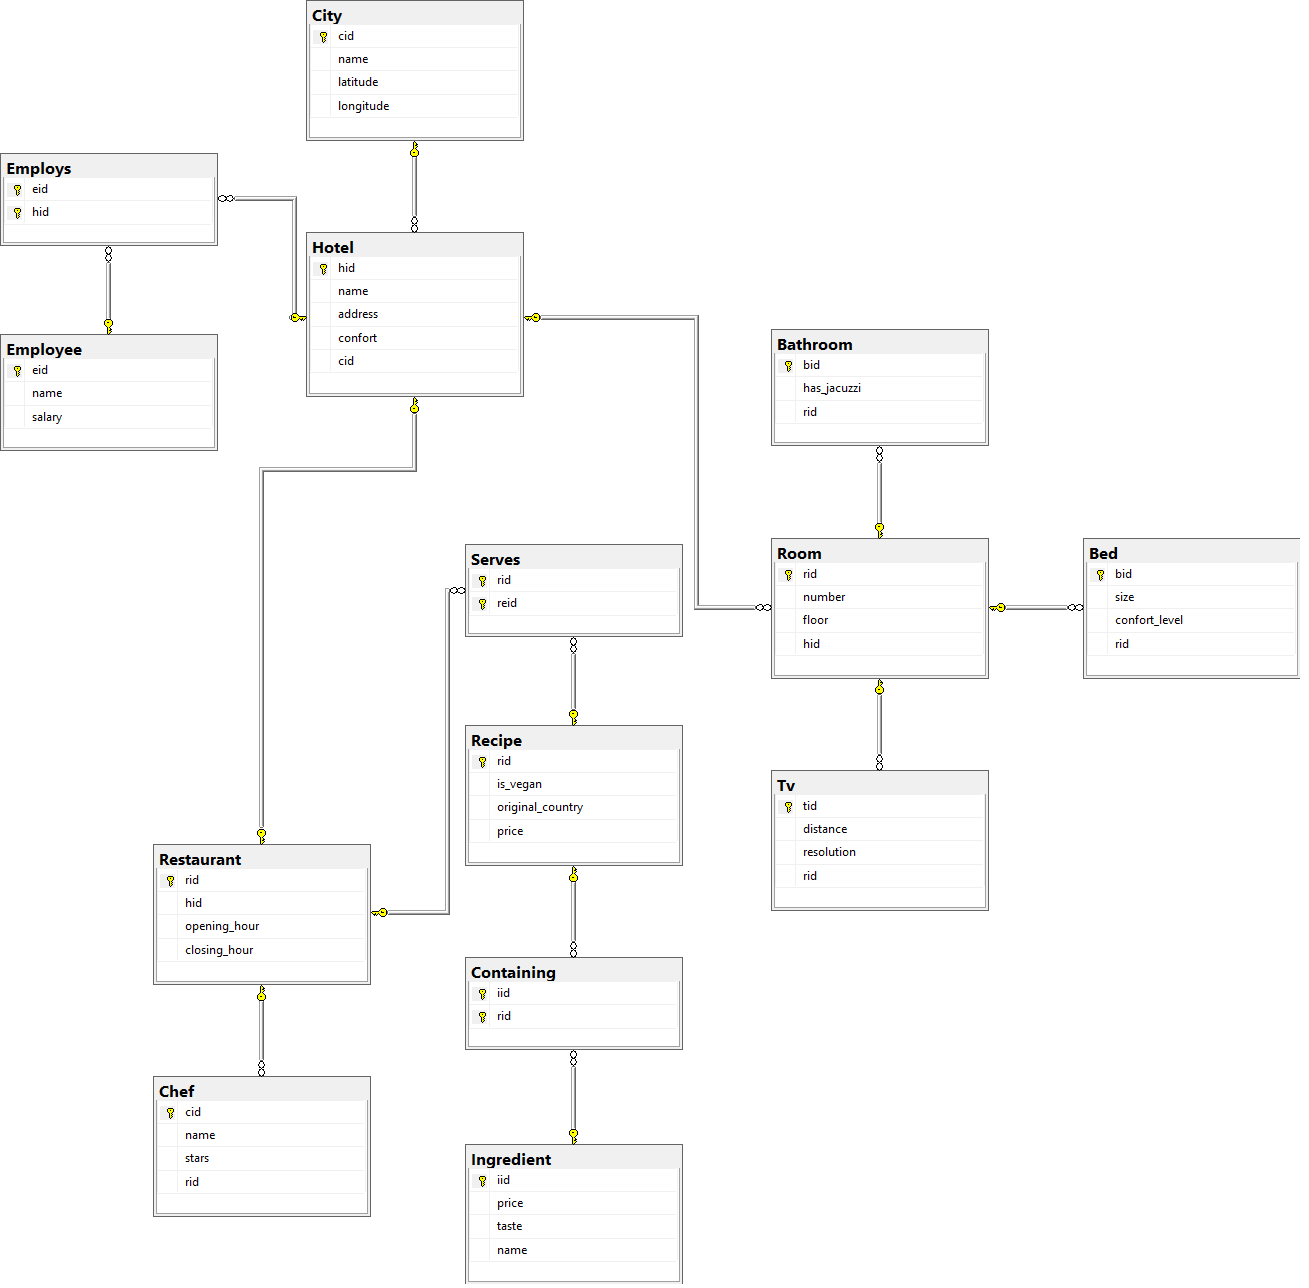 City
cid
name
latitude
longitude
Employs
eid
hid
Hotel
hid
name
address
confort
cid
Employee
eid
name
salary
Bathroom
bid
has_jacuzzi
rid
Serves
rid
reid
Room
rid
number
floor
hid
Bed
bid
size
confort_level
rid
Recipe
rid
is_vegan
original_country
price
Tv
tid
distance
resolution
rid
Restaurant
rid
hid
opening_hour
closing_hour
Containing
iid
rid
Chef
cid
name
stars
rid
Ingredient
iid
price
taste
name